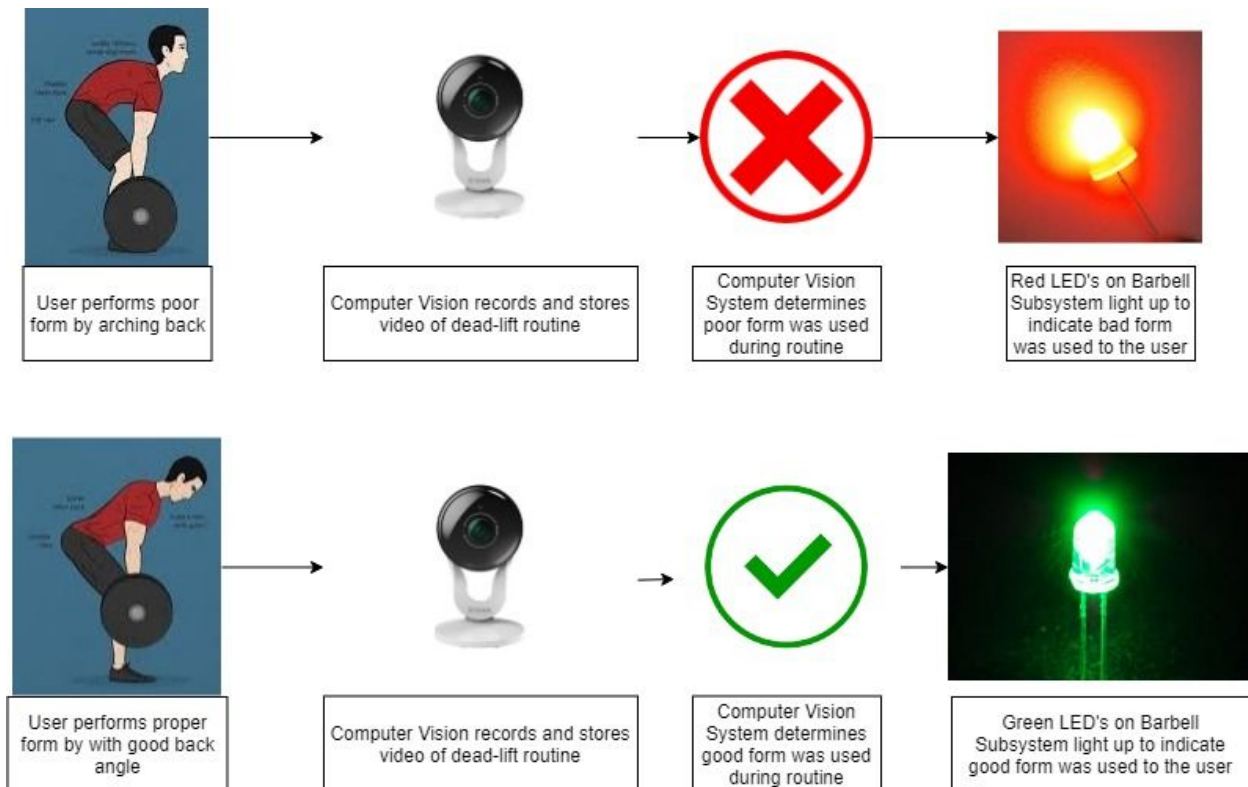 User performs poor
form by arching back
Computer Vision records and stores
video of dead-lift routine
Computer Vision
System determines
poor form was used
during routine
Red LED's on Barbell
Subsystem light up to
indicate bad form
was used to the user
User performs proper
form by with good back
angle
Computer Vision records and stores
video of dead-lift routine
Computer Vision
System determines
good form was used
during routine
Green LED's on Barbell
Subsystem light up to indicate
good form was used to the user